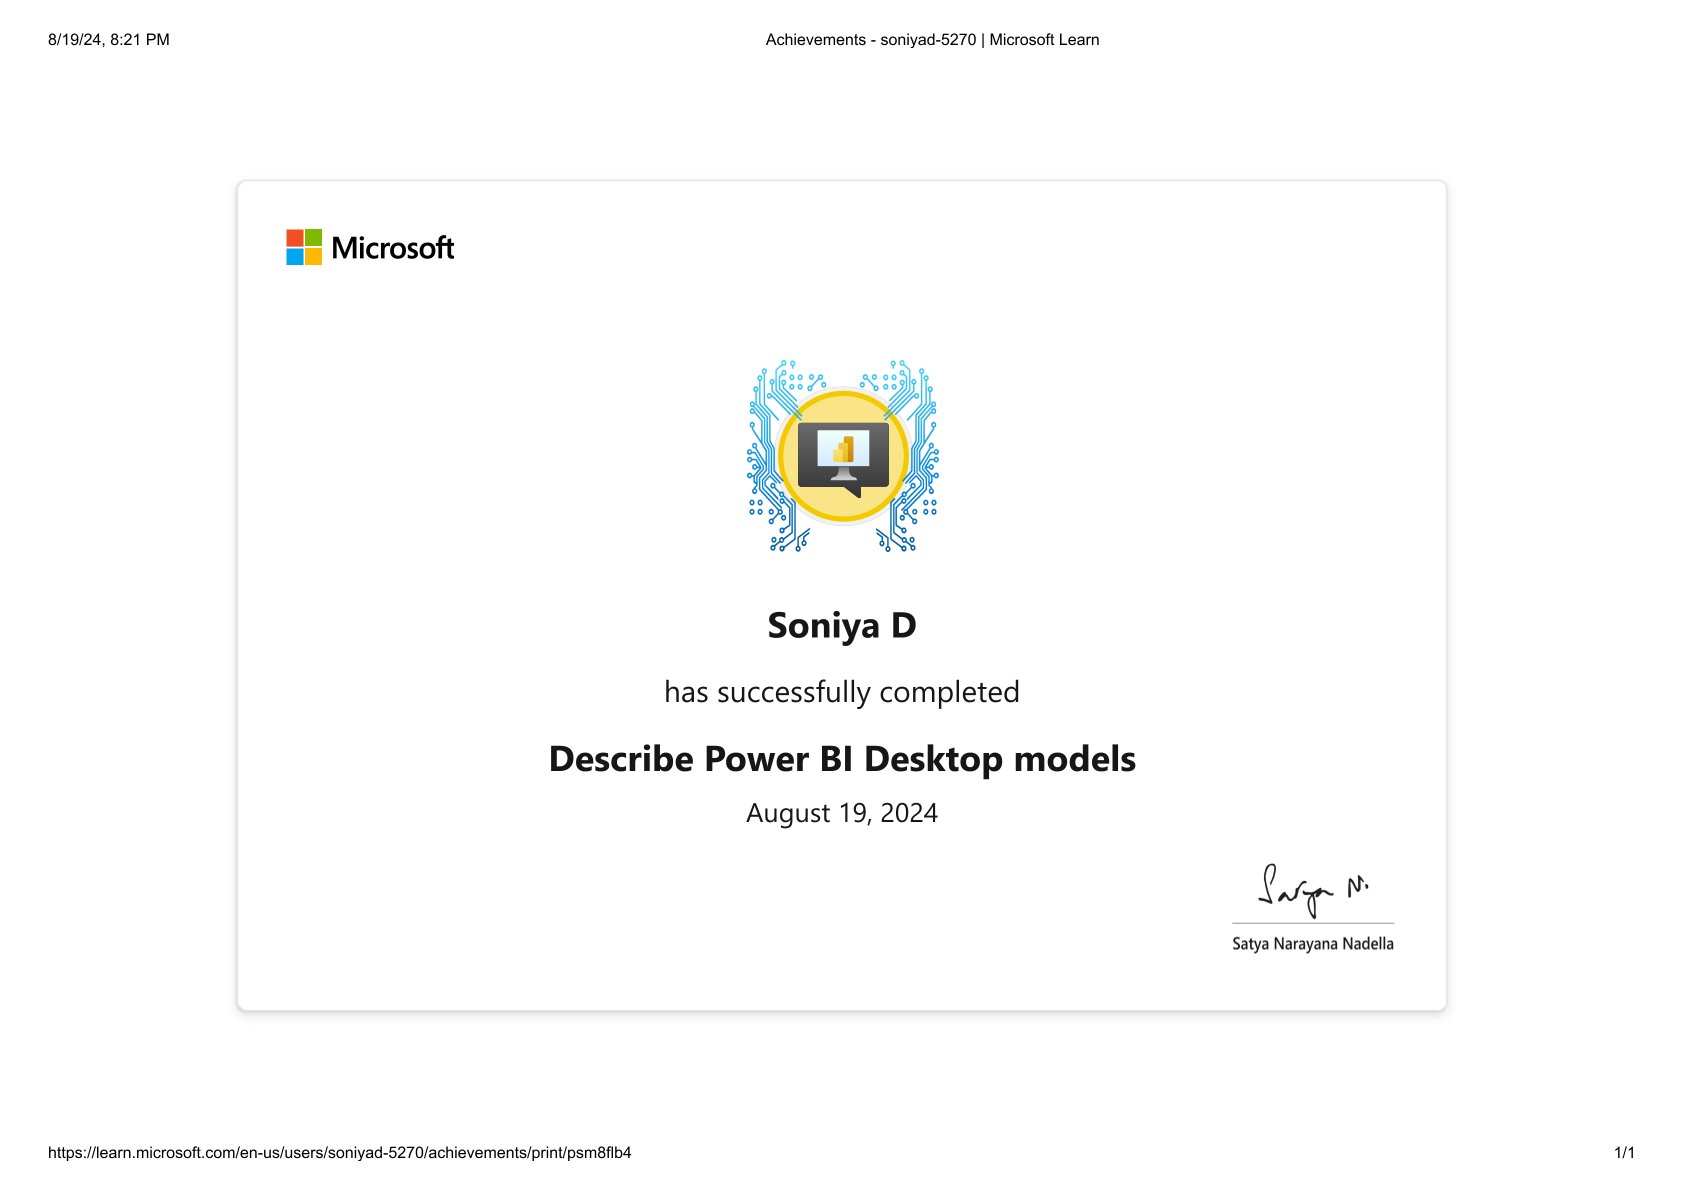 8/19/24, 8:21 PM
Achievements - soniyad-5270 | Microsoft Learn
Microsoft
Soniya D
has successfully completed
Describe Power BI Desktop models
August 19, 2024
Satya N.
Satya Narayana Nadella
https://learn.microsoft.com/en-us/users/soniyad-5270/achievements/print/psm8flb4
1/1